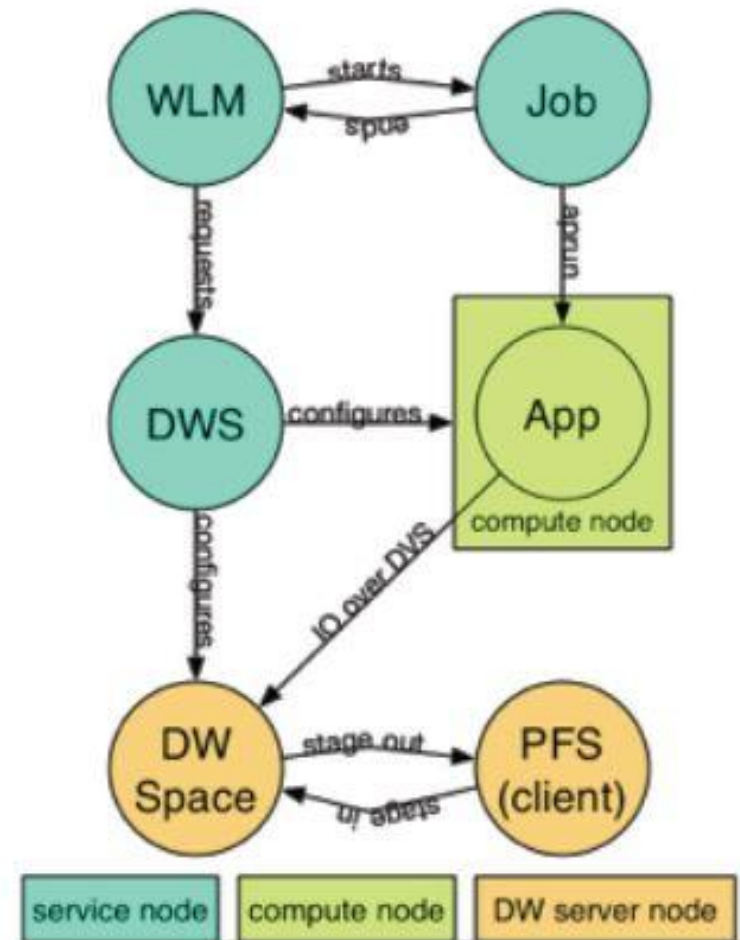 starts
WLM
Job
ends
requests
aprun
DWS
configures
App
compute node
configures
IO over DVS
stage out
DW
Space
PFS
(client)
stage in
service node
compute node
DW server node